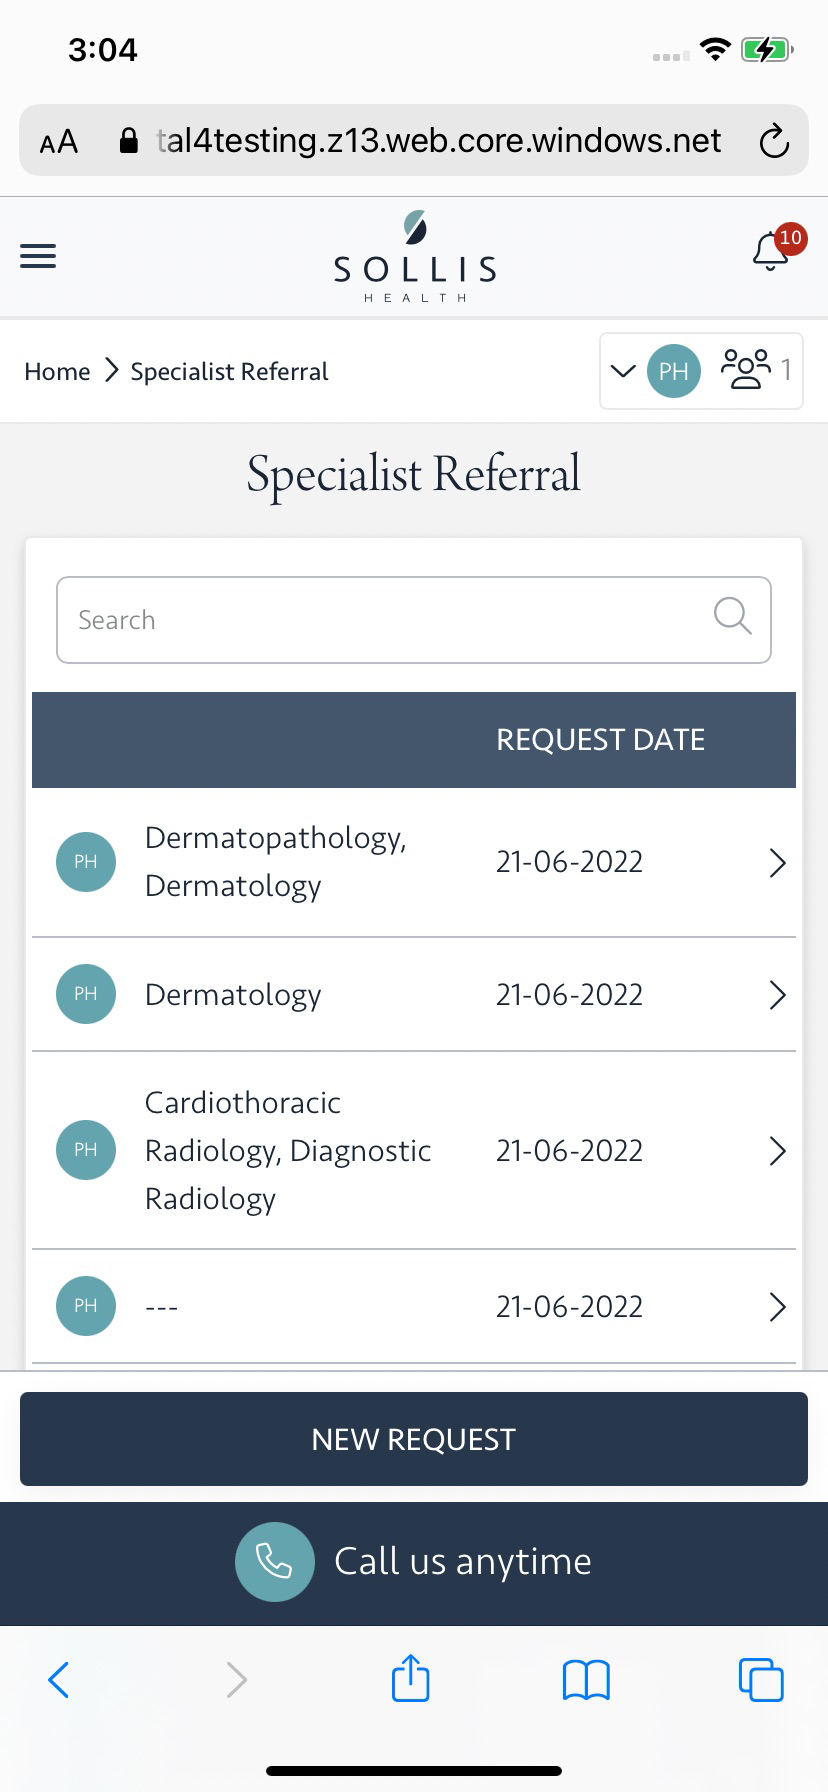 3:04
AA tal4testing.z13.web.core.windows.net
10
SOLLIS
HEALTH
Home Specialist Referral PH 1
Specialist Referral
Search
REQUEST DATE
PH Dermatopathology, Dermatology 21-06-2022
PH Dermatology 21-06-2022
PH Cardiothoracic Radiology, Diagnostic Radiology 21-06-2022
PH --- 21-06-2022
NEW REQUEST
Call us anytime